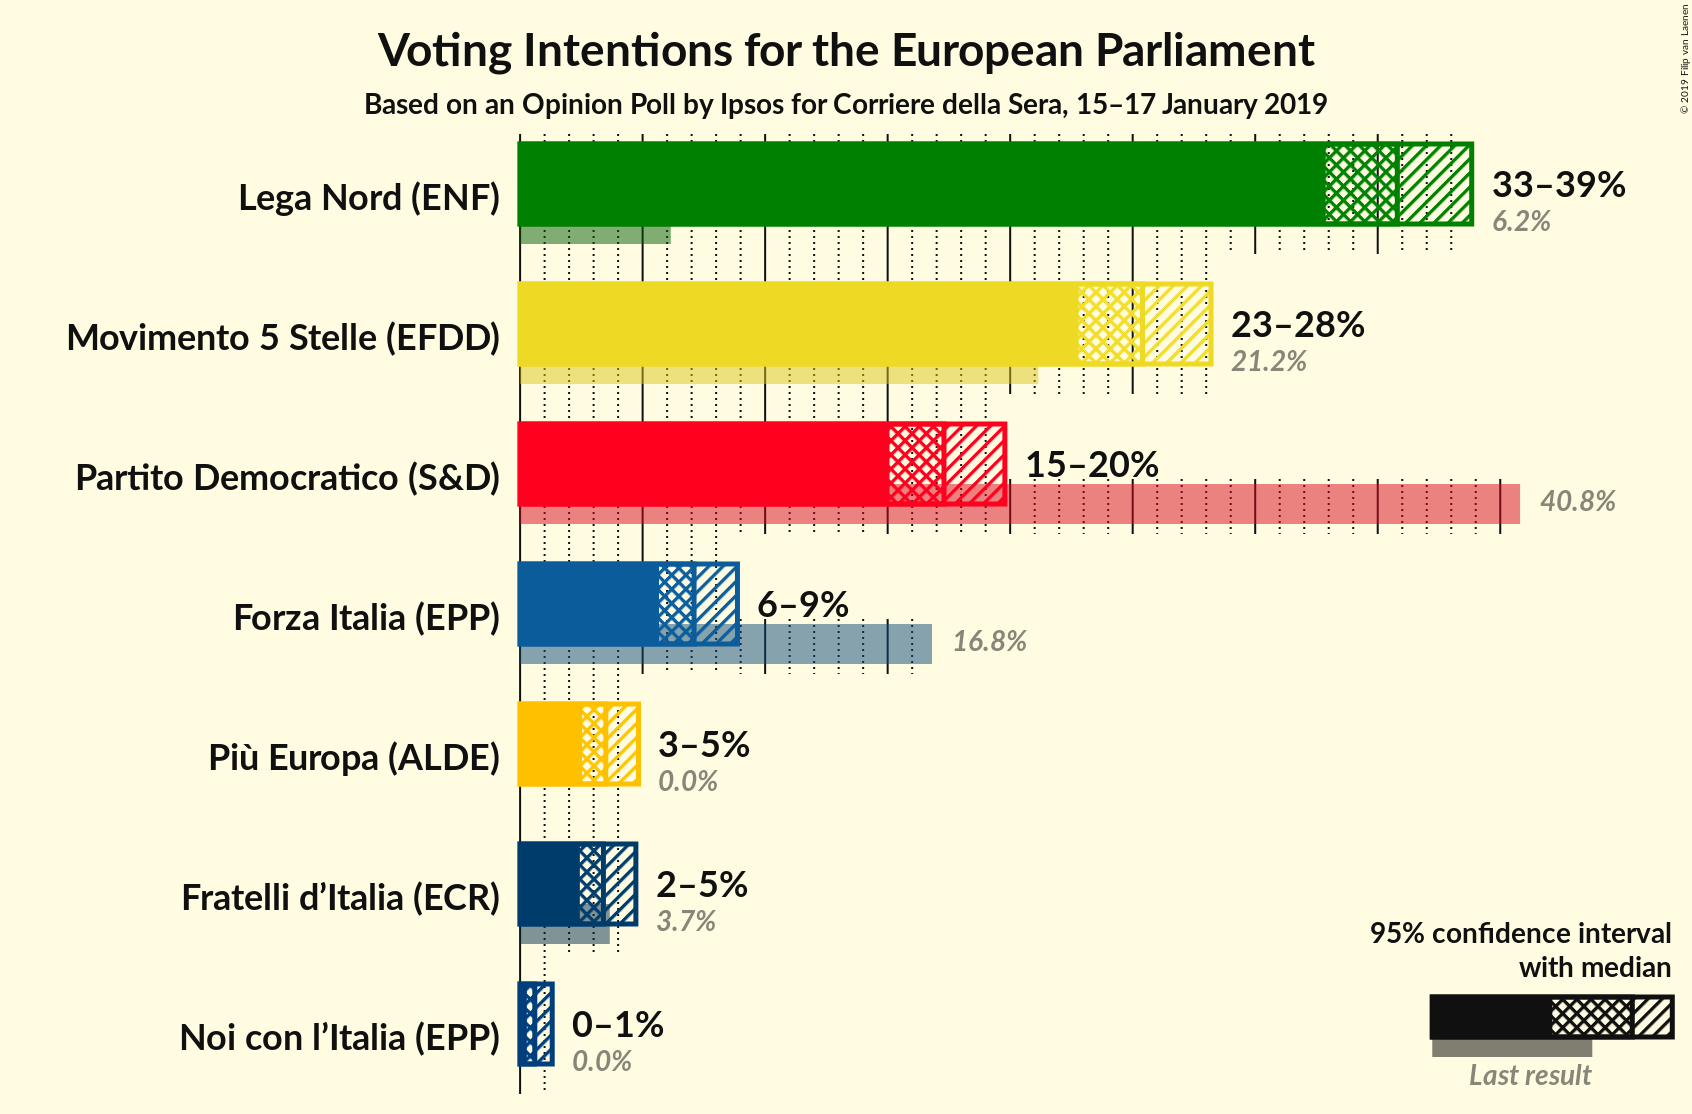 Voting Intentions for the European Parliament
Based on an Opinion Poll by Ipsos for Corriere della Sera, 15–17 January 2019
© 2019 Filip van Laenen
Lega Nord (ENF)
33–39%
6.2%
Movimento 5 Stelle (EFDD)
23–28%
21.2%
Partito Democratico (S&D)
15–20%
40.8%
Forza Italia (EPP)
6–9%
16.8%
Più Europa (ALDE)
3–5%
0.0%
Fratelli d’Italia (ECR)
2–5%
3.7%
Noi con l’Italia (EPP)
0–1%
0.0%
95% confidence interval
with median
Last result